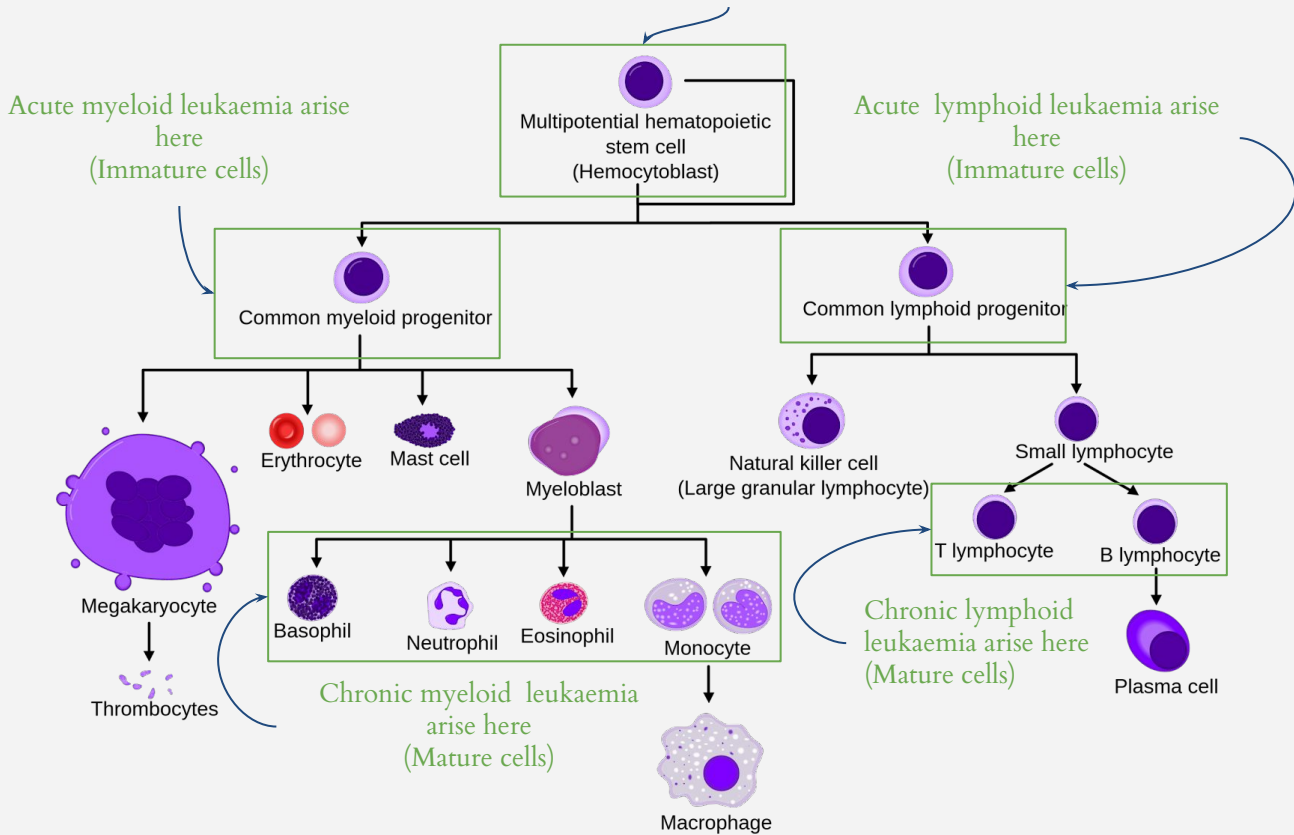 Multipotential hematopoietic
stem cell
(Hemocytoblast)
Acute myeloid leukaemia arise
here
(Immature cells)
Acute lymphoid leukaemia arise
here
(Immature cells)
Common myeloid progenitor
Common lymphoid progenitor
Erythrocyte
Mast cell
Myeloblast
Natural killer cell
(Large granular lymphocyte)
Small lymphocyte
T lymphocyte
B lymphocyte
Megakaryocyte
Basophil
Neutrophil
Eosinophil
Monocyte
Chronic lymphoid
leukaemia arise here
(Mature cells)
Plasma cell
Thrombocytes
Chronic myeloid leukaemia
arise here
(Mature cells)
Macrophage